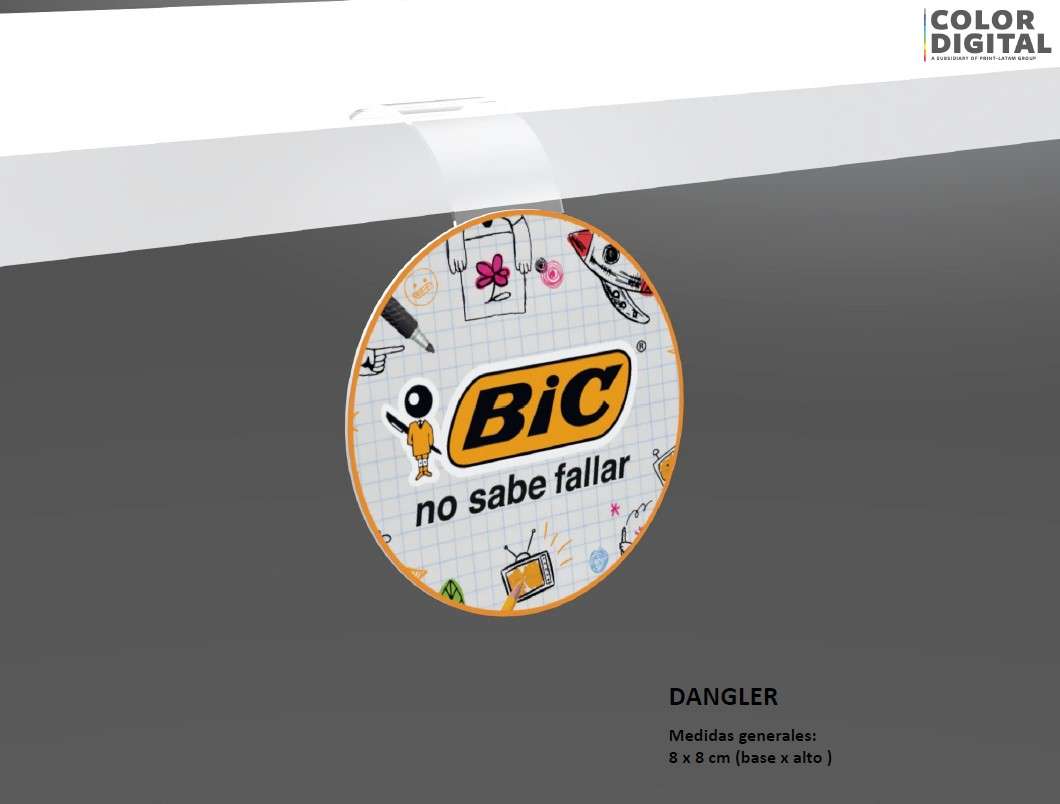 COLOR
DIGITAL
A SUBSIDIARY OF PRINT-LATAM GROUP
BiC®
no sabe fallar
DANGLER
Medidas generales:
8 x 8 cm (base x alto )